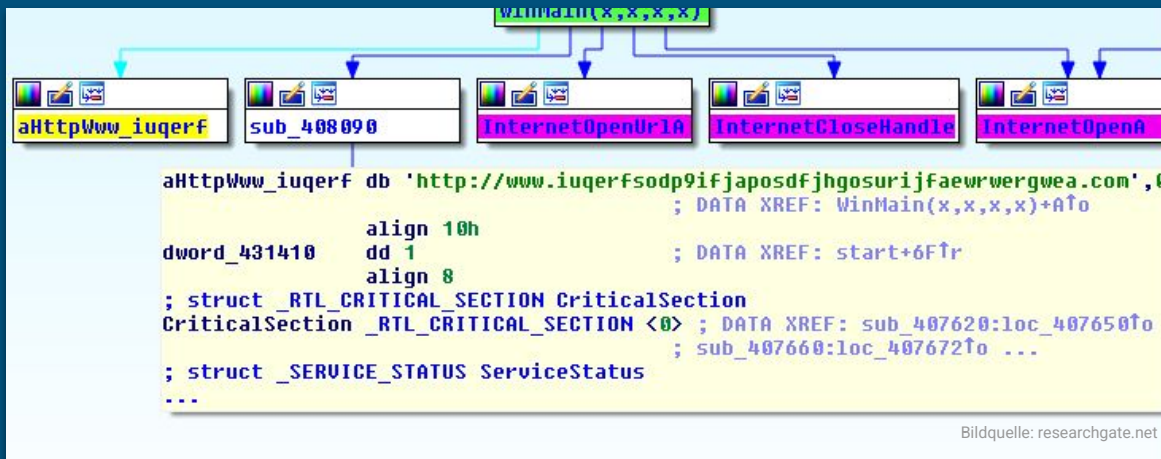 WinMain(x,x,x,x)
aHttpWww_iuqerf
sub_408090
InternetOpenUrlA
InternetCloseHandle
InternetOpenA
aHttpWww_iuqerf db 'http://www.iuqerfsodp9ifjaposdfjhgosurijfaewrwergwea.com',0
; DATA XREF: WinMain(x,x,x,x)+A↑o
align 10h
dword_431410 dd 1 ; DATA XREF: start+6F↑r
align 8
; struct _RTL_CRITICAL_SECTION CriticalSection
CriticalSection _RTL_CRITICAL_SECTION <0> ; DATA XREF: sub_407620:loc_407650↑o
; sub_407660:loc_407672↑o ...
; struct _SERVICE_STATUS ServiceStatus
...
Bildquelle: researchgate.net